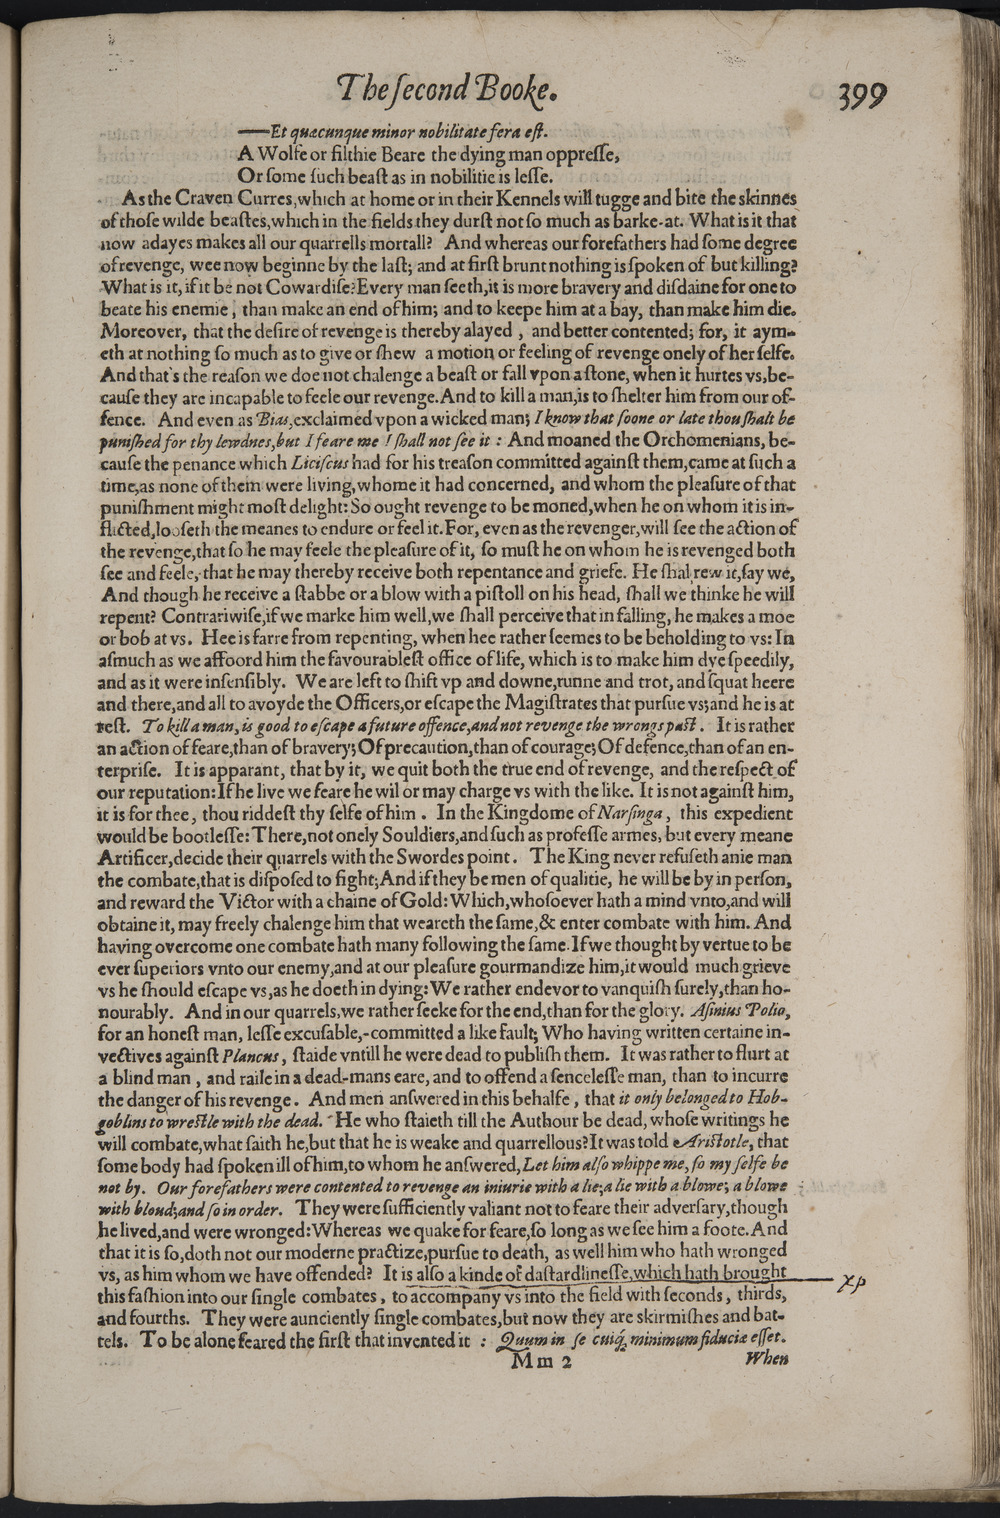 The ſecond Booke. 399
——Et quæcunque minor nobilitate fera eſt.
A Wolfe or filthie Beare the dying man oppreſſe,
Or ſome ſuch beaſt as in nobilitie is leſſe.
As the Craven Curres, which at home or in their Kennels will tugge and bite the skinnes
of thoſe wilde beaſtes, which in the fields they durſt not ſo much as barke-at. What is it that
now adayes makes all our quarrells mortall? And whereas our forefathers had ſome degree
of revenge, wee now beginne by the laſt; and at firſt brunt nothing is ſpoken of but killing?
What is it, if it be not Cowardiſe? Every man ſeeth, it is more bravery and diſdaine for one to
beate his enemie, than make an end of him; and to keepe him at a bay, than make him die.
Moreover, that the deſire of revenge is thereby alayed, and better contented; for, it aym-
eth at nothing ſo much as to give or ſhew a motion or feeling of revenge onely of her ſelfe.
And that's the reaſon we doe not chalenge a beaſt or fall vpon a ſtone, when it hurtes vs, be-
cauſe they are incapable to feele our revenge. And to kill a man, is to ſhelter him from our of-
fence. And even as Bias, exclaimed vpon a wicked man; I know that ſoone or late thou ſhalt be
puniſhed for thy lewdnes, but I feare me I ſhall not ſee it: And moaned the Orchomenians, be-
cauſe the penance which Liciſcus had for his treaſon committed againſt them, came at ſuch a
time, as none of them were living, whome it had concerned, and whom the pleaſure of that
puniſhment might moſt delight: So ought revenge to be moned, when he on whom it is in-
flicted, looſeth the meanes to endure or feel it. For, even as the revenger, will ſee the action of
the revenge, that ſo he may feele the pleaſure of it, ſo muſt he on whom he is revenged both
ſee and feele, that he may thereby receive both repentance and griefe. He ſhal rew it, ſay we,
And though he receive a ſtabbe or a blow with a piſtoll on his head, ſhall we thinke he will
repent? Contrariwiſe, if we marke him well, we ſhall perceive that in falling, he makes a moe
or bob at vs. Hee is farre from repenting, when hee rather ſeemes to be beholding to vs: In
aſmuch as we affoord him the favourableſt office of life, which is to make him dye ſpeedily,
and as it were inſenſibly. We are left to ſhift vp and downe, runne and trot, and ſquat heere
and there, and all to avoyde the Officers, or eſcape the Magiſtrates that purſue vs; and he is at
reſt. To kill a man, is good to eſcape a future offence, and not revenge the wrongs paſt. It is rather
an action of feare, than of bravery; Of precaution, than of courage; Of defence, than of an en-
terpriſe. It is apparant, that by it, we quit both the true end of revenge, and the reſpect of
our reputation: If he live we feare he wil or may charge vs with the like. It is not againſt him,
it is for thee, thou riddeſt thy ſelfe of him. In the Kingdome of Narſinga, this expedient
would be bootleſſe: There, not onely Souldiers, and ſuch as profeſſe armes, but every meane
Artificer, decide their quarrels with the Swordes point. The King never refuſeth anie man
the combate, that is diſpoſed to fight; And if they be men of qualitie, he will be by in perſon,
and reward the Victor with a chaine of Gold: Which, whoſoever hath a mind vnto, and will
obtaine it, may freely chalenge him that weareth the ſame, & enter combate with him. And
having overcome one combate hath many following the ſame. If we thought by vertue to be
ever ſuperiors vnto our enemy, and at our pleaſure gourmandize him, it would much grieve
vs he ſhould eſcape vs, as he doeth in dying: We rather endevor to vanquiſh ſurely, than ho-
nourably. And in our quarrels, we rather ſeeke for the end, than for the glory. Aſinius Polio,
for an honeſt man, leſſe excuſable, committed a like fault; Who having written certaine in-
vectives againſt Plancus, ſtaide vntill he were dead to publiſh them. It was rather to flurt at
a blind man, and raile in a dead-mans eare, and to offend a ſenceleſſe man, than to incurre
the danger of his revenge. And men anſwered in this behalfe, that it only belonged to Hob-
goblins to wreſtle with the dead. He who ſtaieth till the Authour be dead, whoſe writings he
will combate, what ſaith he, but that he is weake and quarrellous? It was told Ariſtotle, that
ſome body had ſpoken ill of him, to whom he anſwered, Let him alſo whippe me, ſo my ſelfe be
not by. Our forefathers were contented to revenge an iniurie with a lie; a lie with a blowe; a blowe
with bloud; and ſo in order. They were ſufficiently valiant not to feare their adverſary, though
he lived, and were wronged: Whereas we quake for feare, ſo long as we ſee him a foote. And
that it is ſo, doth not our moderne practize, purſue to death, as well him who hath wronged
vs, as him whom we have offended? It is alſo a kinde of daſtardlineſſe, which hath brought
this faſhion into our ſingle combates, to accompany vs into the field with ſeconds, thirds,
and fourths. They were aunciently ſingle combates, but now they are skirmiſhes and bat-
tels. To be alone feared the firſt that invented it: Quum in ſe cuiq; minimum fiduciæ eſſet.
Mm 2 When